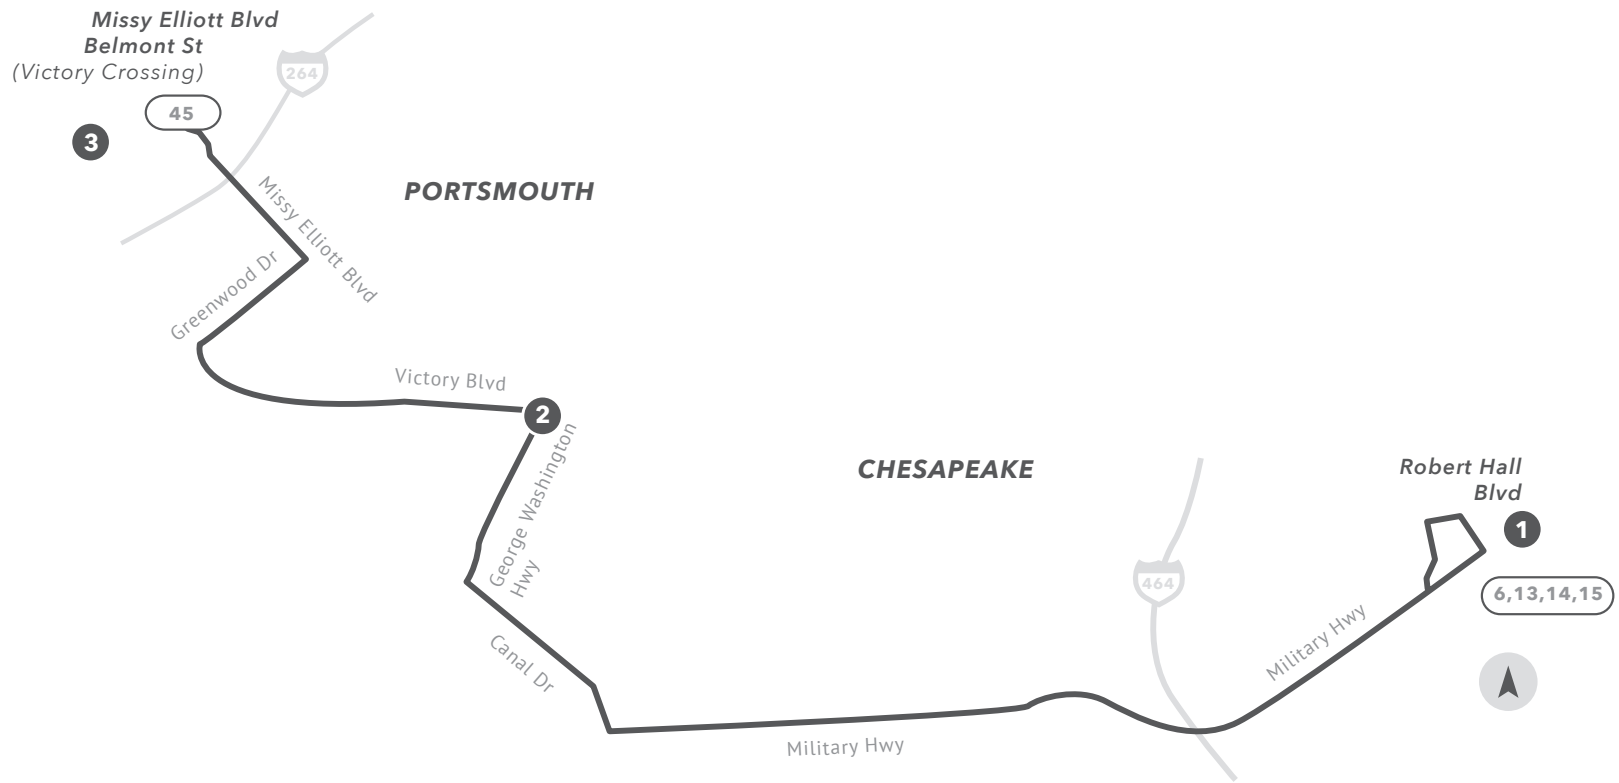 Missy Elliott Blvd
Belmont St
(Victory Crossing)
264
45
3
PORTSMOUTH
Missy Elliott Blvd
Greenwood Dr
Victory Blvd
2
George Washington
Hwy
CHESAPEAKE
Robert Hall
Blvd
1
464
6,13,14,15
Military Hwy
Canal Dr
Military Hwy